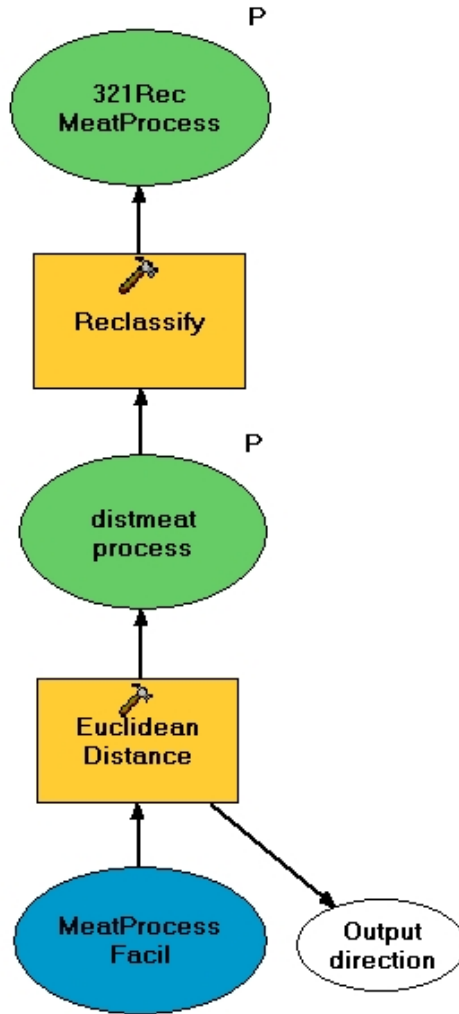 P
321Rec
MeatProcess
Reclassify
P
distmeat
process
Euclidean
Distance
MeatProcess
Facil
Output
direction